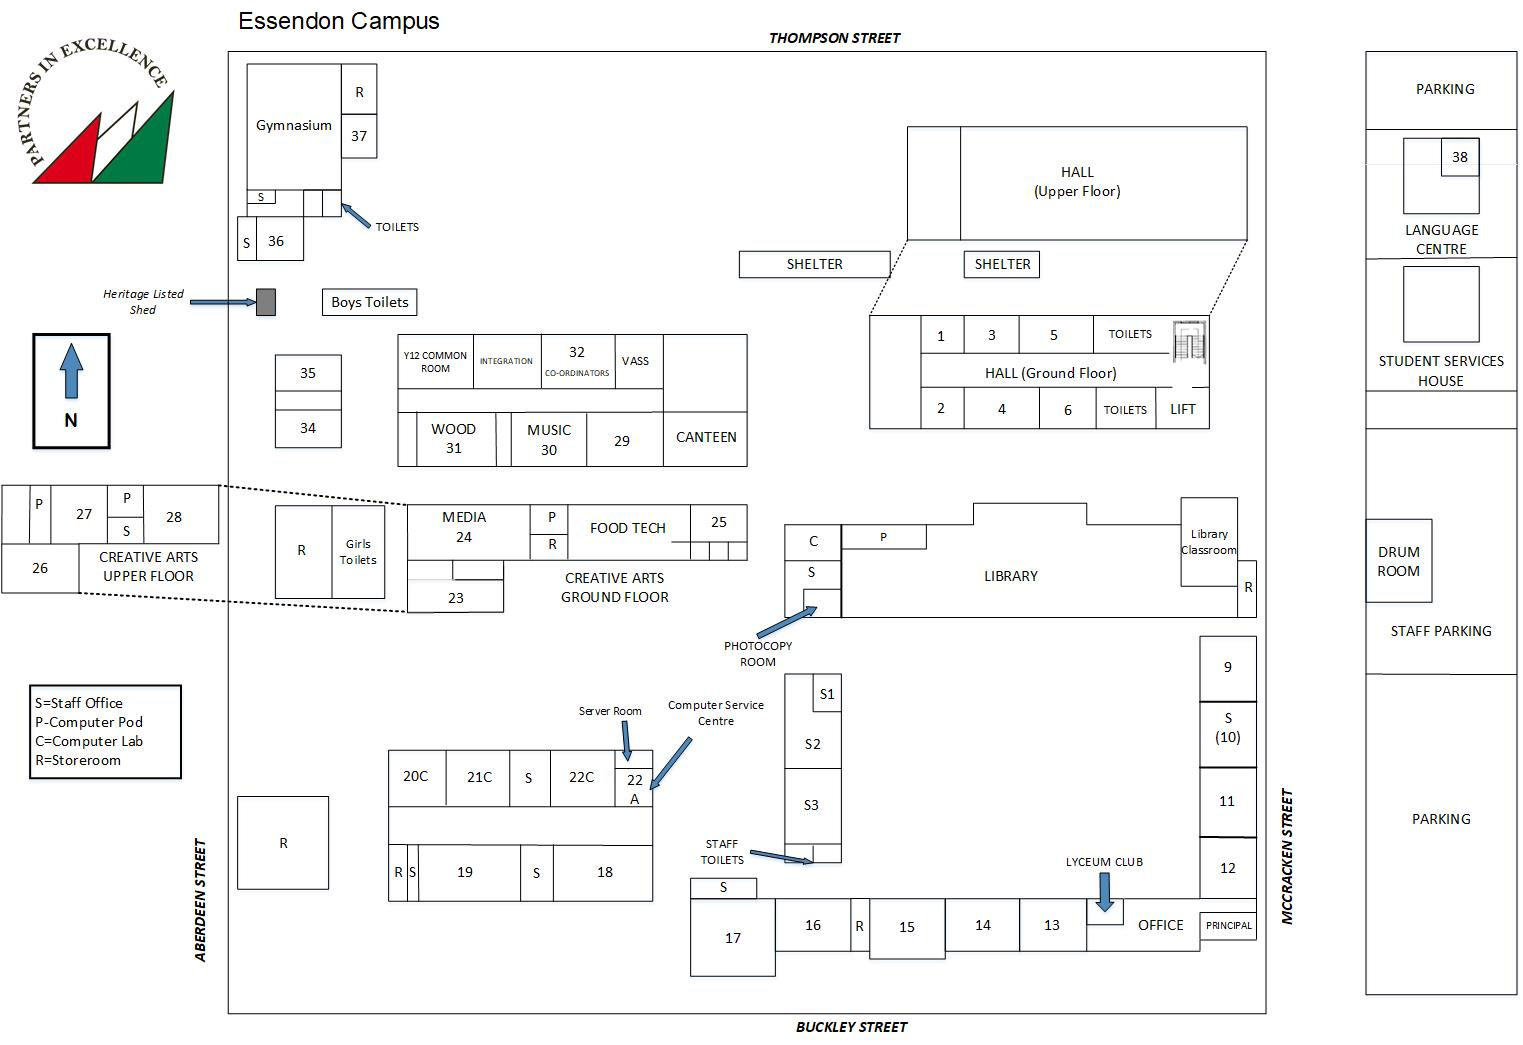 Essendon Campus
THOMPSON STREET
PARTNERS IN EXCELLENCE
Gymnasium
R
37
S
TOILETS
S
36
Heritage Listed
Shed
Boys Toilets
N
35
34
HALL
(Upper Floor)
SHELTER
SHELTER
1
3
5
TOILETS
HALL (Ground Floor)
2
4
6
TOILETS
LIFT
PARKING
38
LANGUAGE
CENTRE
STUDENT SERVICES
HOUSE
Y12 COMMON
ROOM
INTEGRATION
32
CO-ORDINATORS
VASS
WOOD
31
MUSIC
30
29
CANTEEN
P
27
P
S
28
26
CREATIVE ARTS
UPPER FLOOR
R
Girls
Toilets
MEDIA
24
P
R
FOOD TECH
25
23
CREATIVE ARTS
GROUND FLOOR
C
S
P
LIBRARY
Library
Classroom
R
PHOTOCOPY
ROOM
DRUM
ROOM
STAFF PARKING
PARKING
S=Staff Office
P-Computer Pod
C=Computer Lab
R=Storeroom
Server Room
Computer Service
Centre
20C
21C
S
22C
22
A
R
S
19
S
18
R
S1
S2
S3
STAFF
TOILETS
9
S
(10)
11
12
LYCEUM CLUB
S
17
16
R
15
14
13
OFFICE
PRINCIPAL
ABERDEEN STREET
MCCRACKEN STREET
BUCKLEY STREET